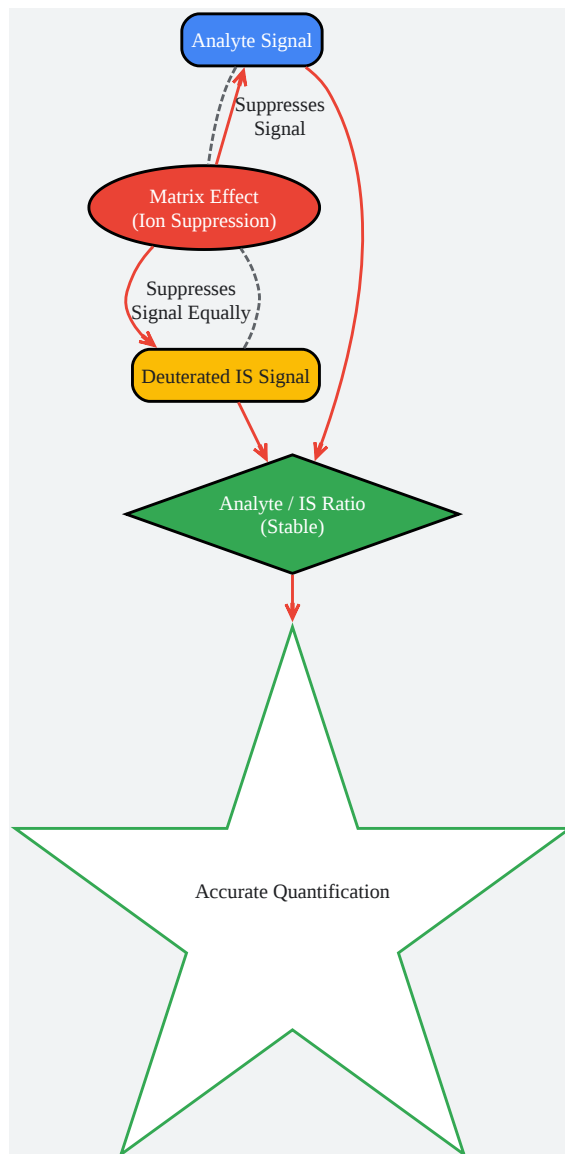 Analyte Signal
Suppresses
Signal
Matrix Effect
(Ion Suppression)
Suppresses
Signal Equally
Deuterated IS Signal
Analyte / IS Ratio
(Stable)
Accurate Quantification